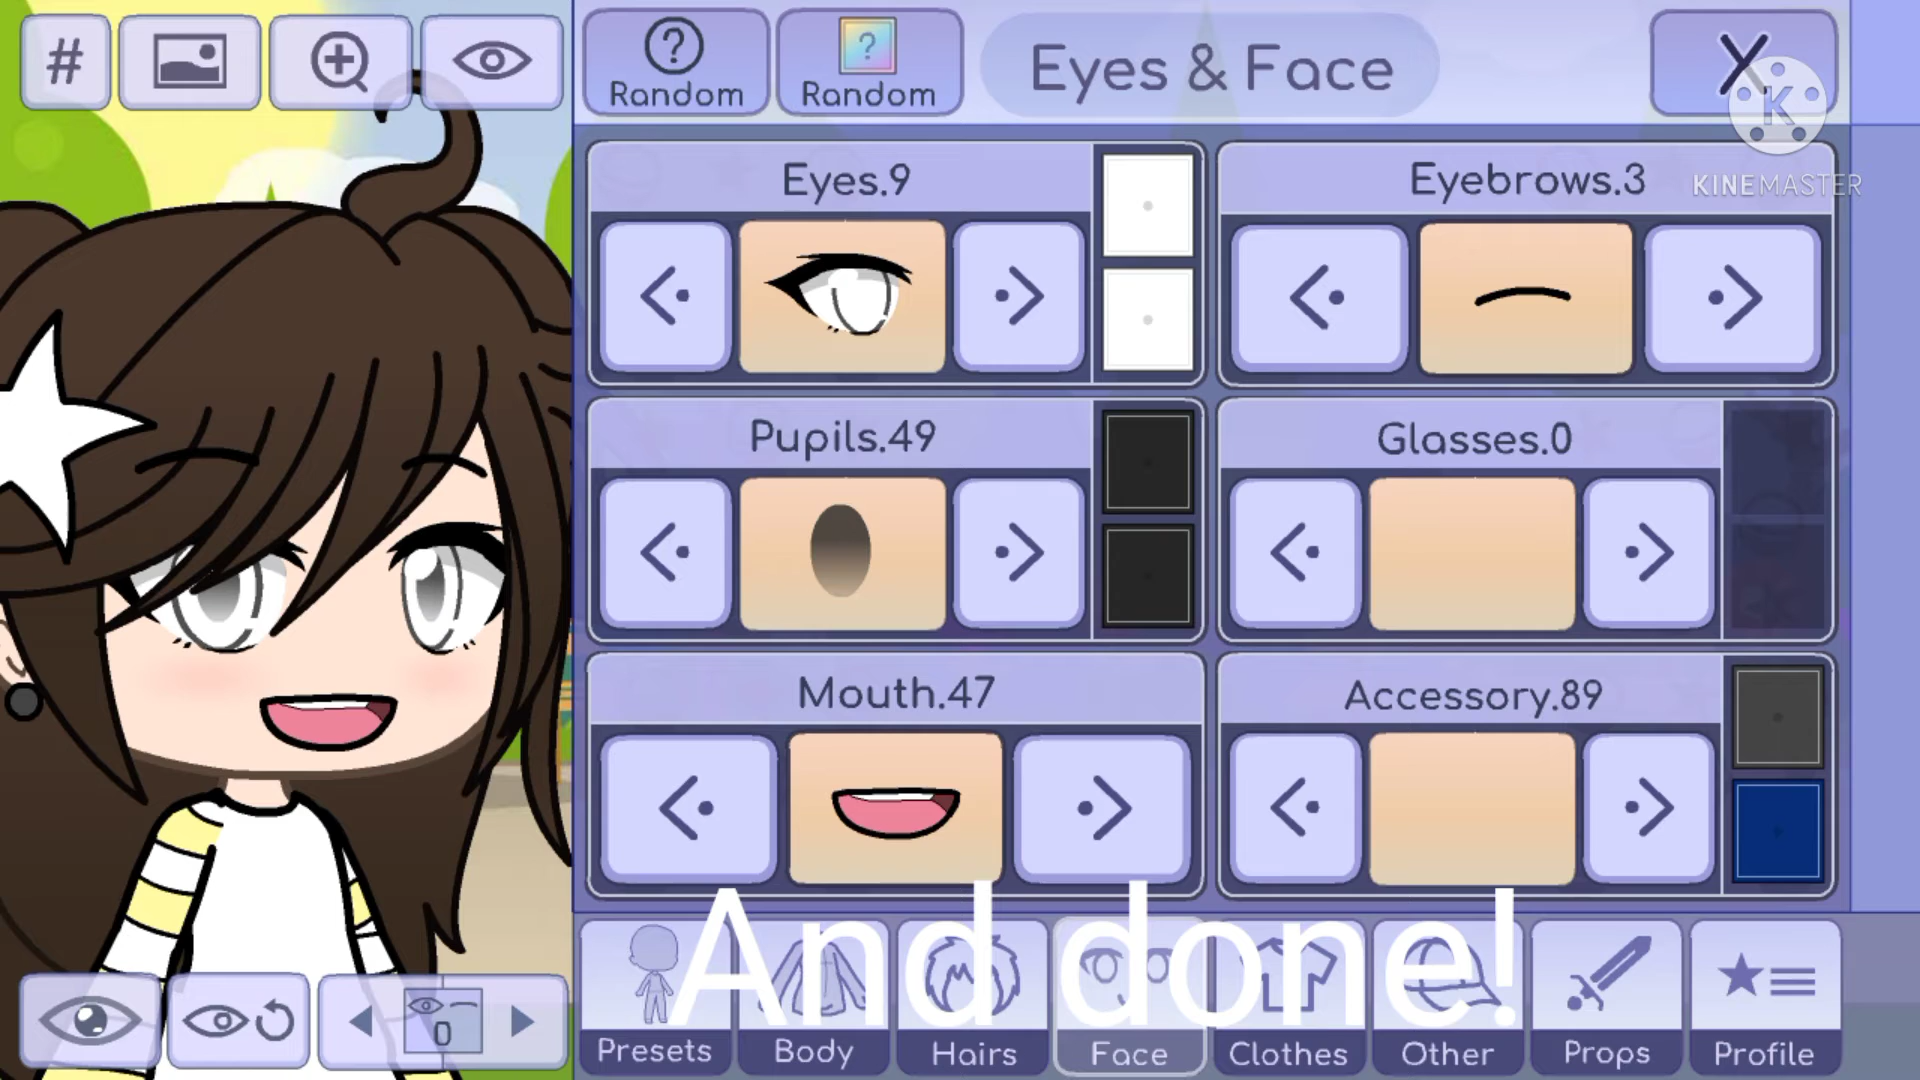 #
? Random
? Random
Eyes & Face
X
K
KINEMASTER
Eyes.9
Eyebrows.3
Pupils.49
Glasses.0
Mouth.47
Accessory.89
And done!
0
Presets
Body
Hairs
Face
Clothes
Other
Props
Profile